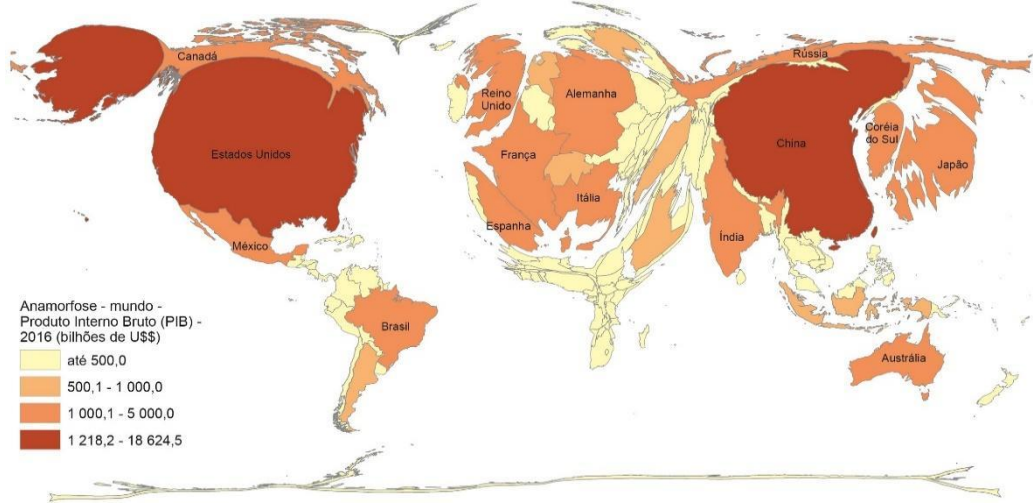 Canadá
Rússia
Reino
Unido
Alemanha
Estados Unidos
França
China
Coréia
do Sul
Japão
Itália
Espanha
Índia
México
Anamorfose - mundo -
Produto Interno Bruto (PIB) -
2016 (bilhões de U$$)
até 500,0
500,1 - 1 000,0
1 000,1 - 5 000,0
1 218,2 - 18 624,5
Brasil
Austrália